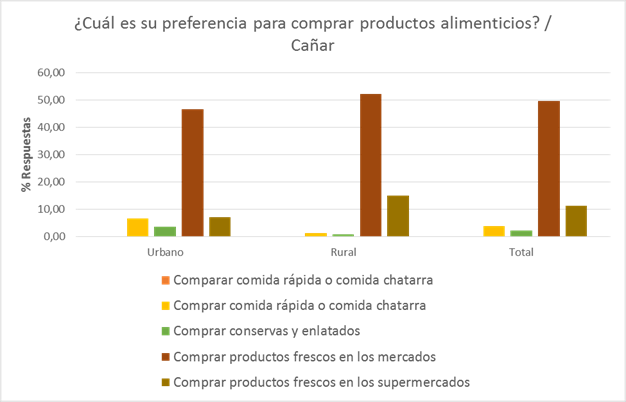 ¿Cuál es su preferencia para comprar productos alimenticios? /
Cañar
60,00
50,00
40,00
30,00
20,00
10,00
0,00
% Respuestas
Urbano
Rural
Total
Comparar comida rápida o comida chatarra
Comprar comida rápida o comida chatarra
Comprar conservas y enlatados
Comprar productos frescos en los mercados
Comprar productos frescos en los supermercados